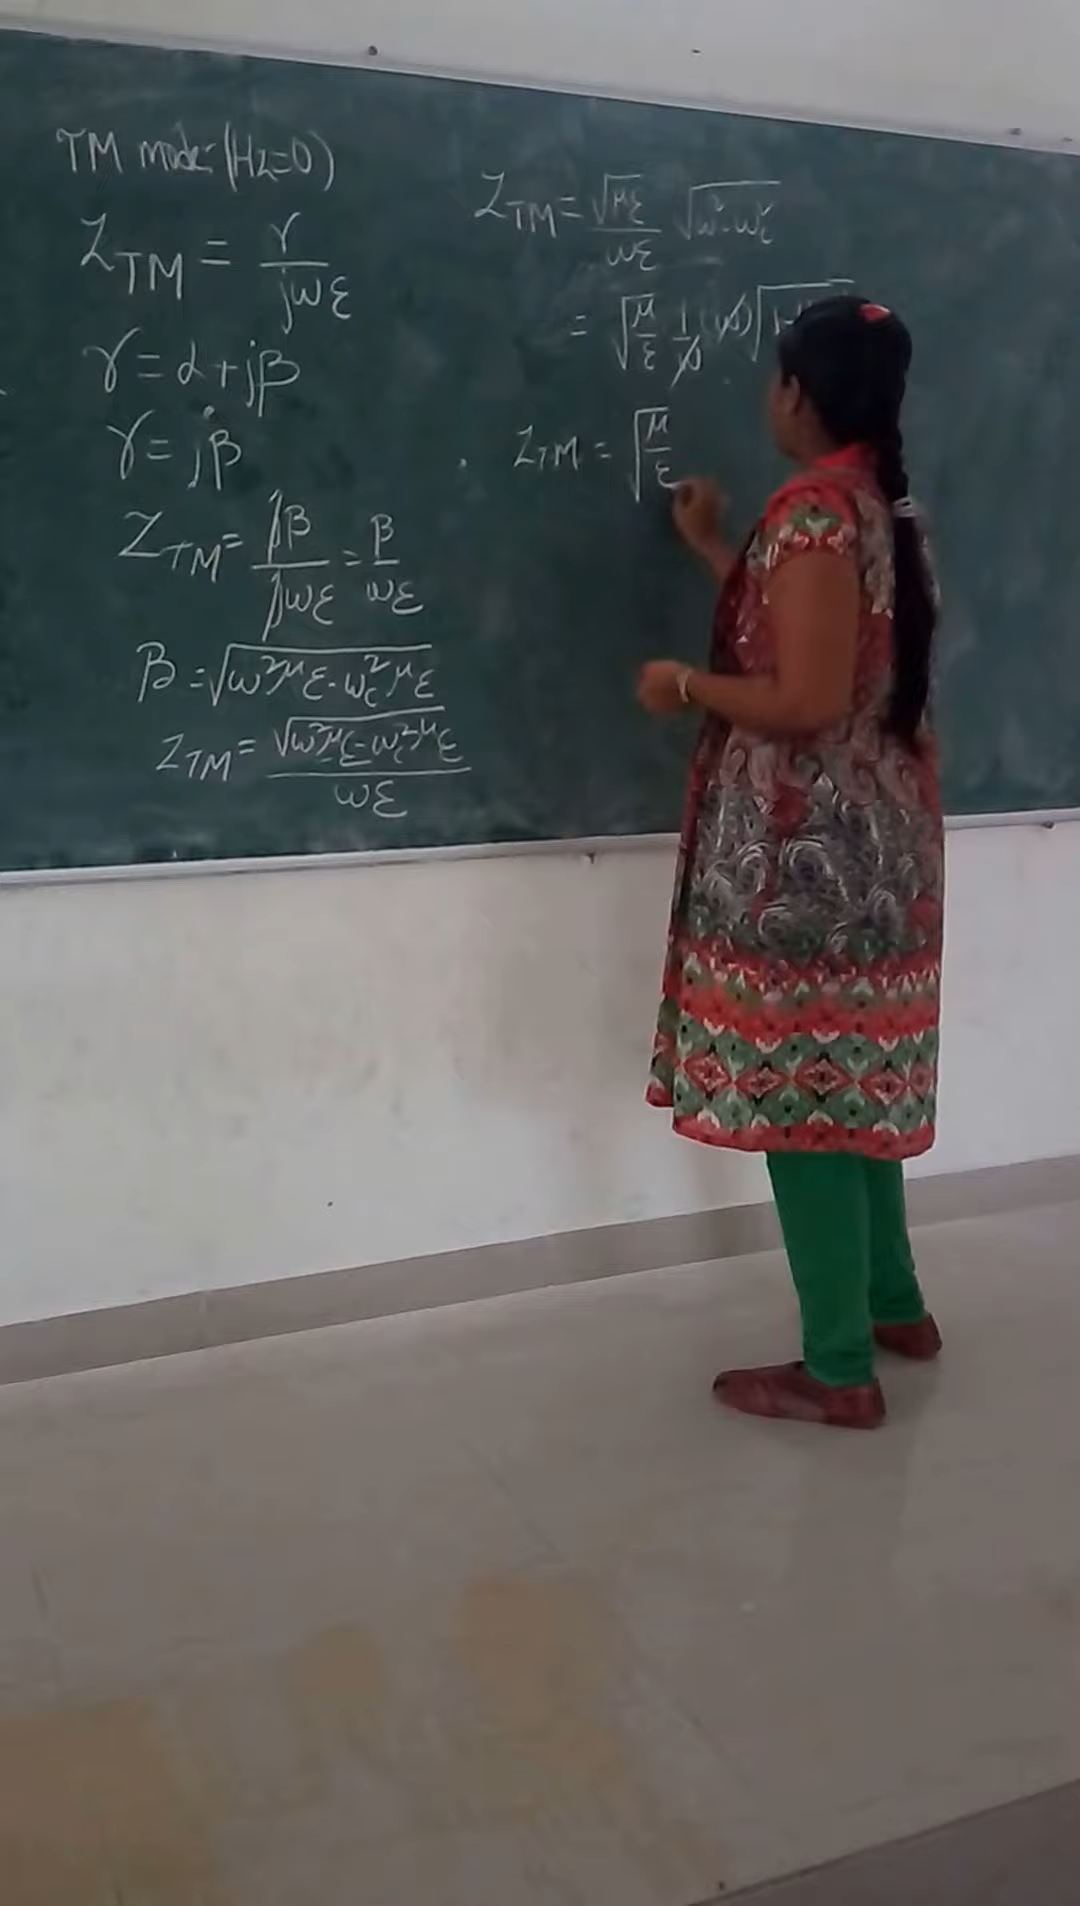 TM mode:(Hz=0)
Z_TM = γ/jωε
γ = α+jβ
γ = jβ
Z_TM = jβ/jωε = β/ωε
β = √(ω²με-ω_c²με)
Z_TM = √(ω²με-ω_c²με)/ωε
Z_TM = √(με)/ωε √(ω²-ω_c²)
= √(μ/ε) 1/ω (ω) √(1-
Z_TM = √(μ/ε)